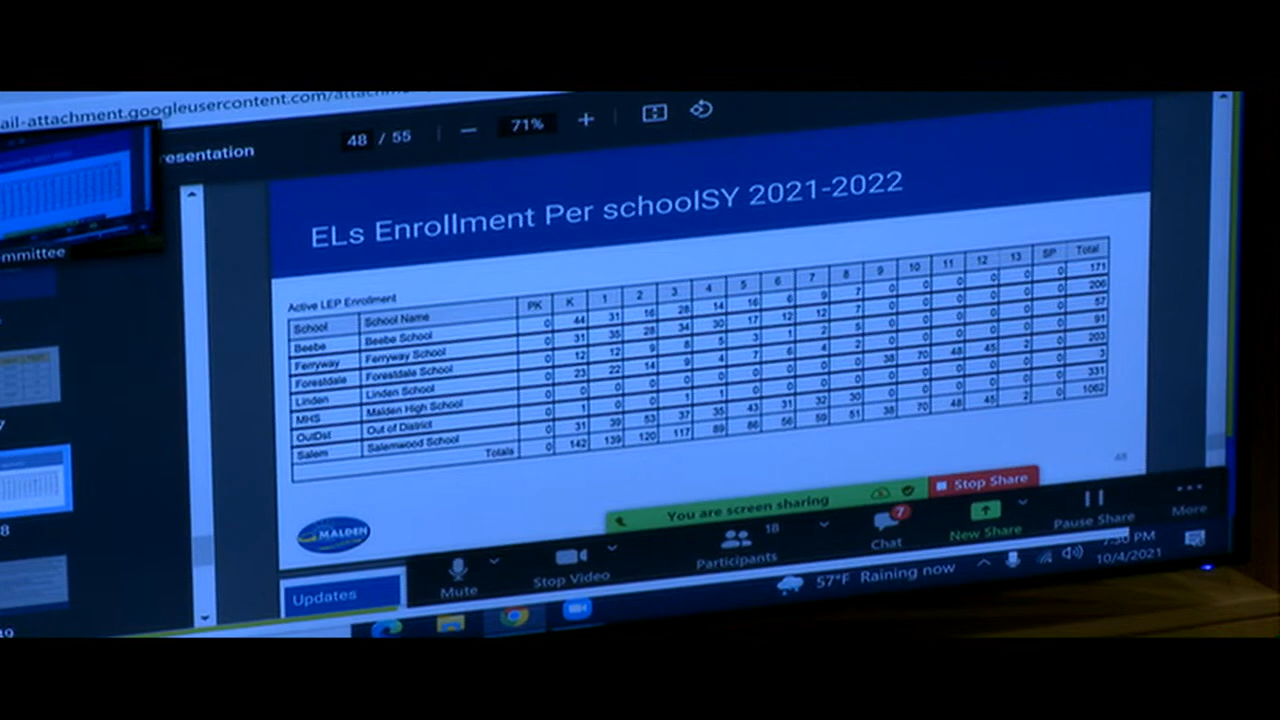 ail-attachment.googleusercontent.com/attachm
resentation
48 / 55
71%
mmittee
ELs Enrollment Per schoolSY 2021-2022
Active LEP Enrollment
School School Name PK K 1 2 3 4 5 6 7 8 9 10 11 12 13 SP Total
Beebe Beebe School 0 44 31 16 28 14 16 6 9 7 0 0 0 0 0 0 171
Ferryway Ferryway School 0 31 35 28 34 30 17 12 12 7 0 0 0 0 0 0 206
Forestdale Forestdale School 0 12 12 9 8 5 3 1 2 5 0 0 0 0 0 0 57
Linden Linden School 0 23 22 14 9 4 7 6 4 2 0 0 0 0 0 0 91
MHS Malden High School 0 0 0 0 0 0 0 0 0 0 38 70 48 45 2 0 203
OutDst Out of District 0 1 0 0 1 1 0 0 0 0 0 0 0 0 0 0 3
Salem Salemwood School 0 31 39 53 37 35 43 31 32 30 0 0 0 0 0 0 331
Totals 0 142 139 120 117 89 86 56 59 51 38 70 48 45 2 0 1062
48
MALDEN
You are screen sharing
Stop Share
Mute
Stop Video
Participants
18
Chat
7
New Share
Pause Share
More
Updates
57°F Raining now
7:30 PM
10/4/2021